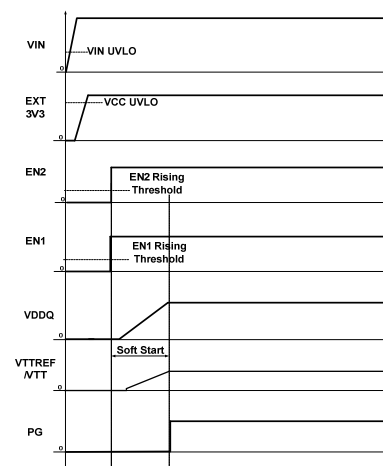 VIN
VIN UVLO
0
EXT
3V3
VCC UVLO
0
EN2
EN2 Rising
Threshold
0
EN1
EN1 Rising
Threshold
0
VDDQ
0
Soft Start
VTTREF
/VTT
0
PG
0